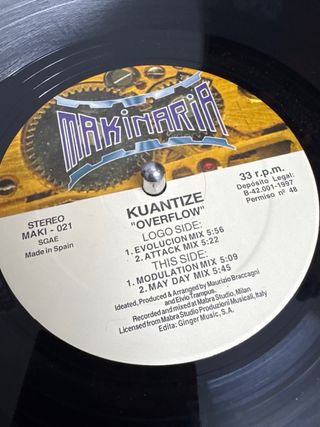 MAKINARIA
STEREO
MAKI - 021
SGAE
Made in Spain
33 r.p.m.
Depósito Legal:
B-42.001-1997
Permiso nº 48
KUANTIZE
"OVERFLOW"
LOGO SIDE:
1. EVOLUCION MIX 5:56
2. ATTACK MIX 5:22
THIS SIDE:
1. MODULATION MIX 5:09
2. MAY DAY MIX 5:45
Ideated, Produced & Arranged by Maurizio Braccagni
and Elvio Trampus.
Recorded and mixed at Mabra Studio, Milan
Licensed from Mabra Studio Produzioni Musicali, Italy
Edita: Ginger Music, S.A.